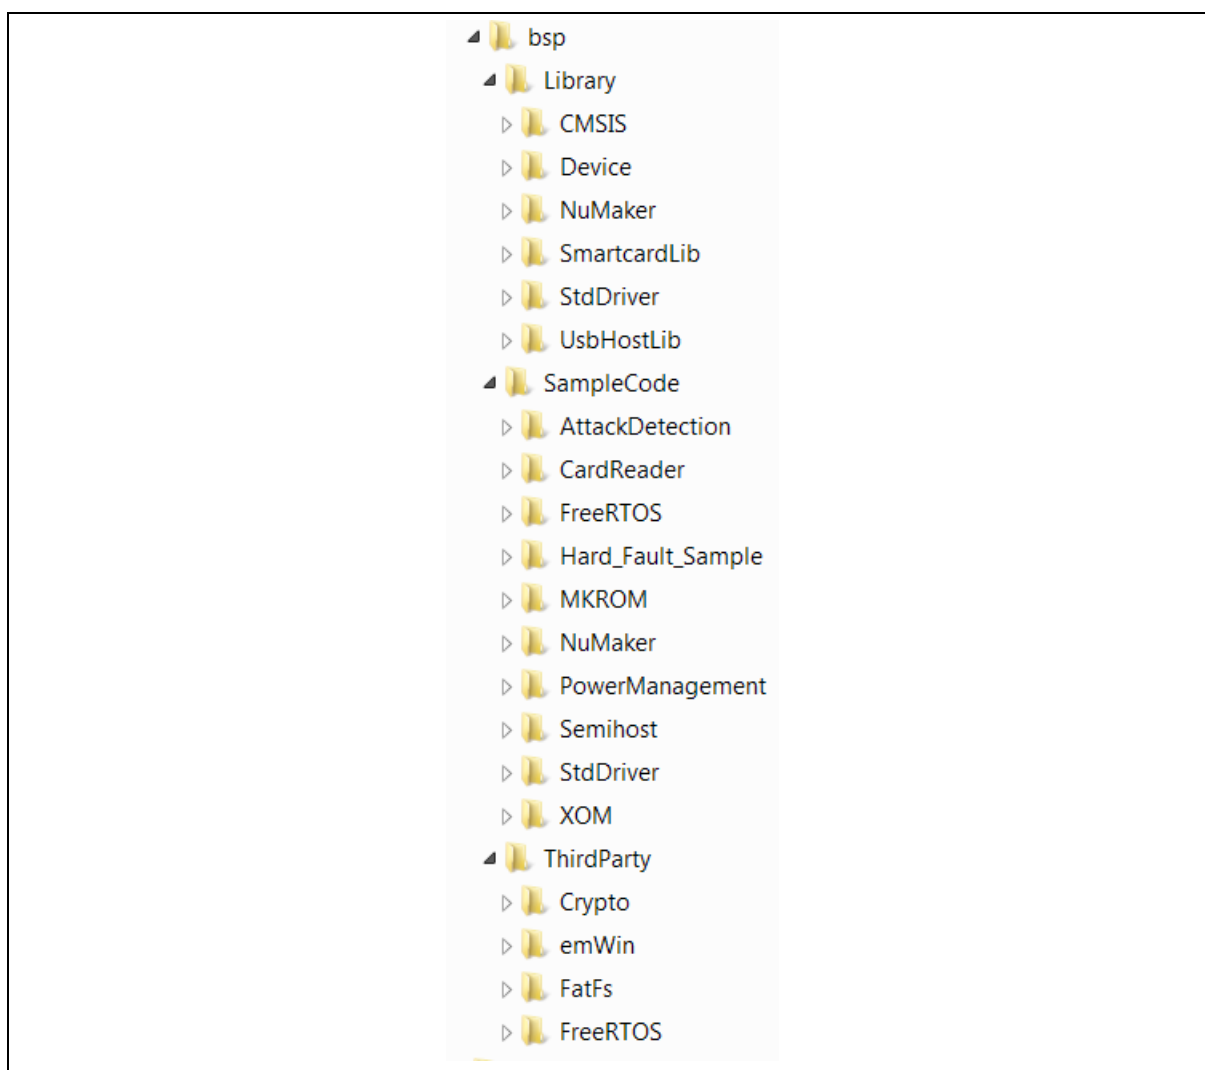 bsp
Library
CMSIS
Device
NuMaker
SmartcardLib
StdDriver
UsbHostLib
SampleCode
AttackDetection
CardReader
FreeRTOS
Hard_Fault_Sample
MKROM
NuMaker
PowerManagement
Semihost
StdDriver
XOM
ThirdParty
Crypto
emWin
FatFs
FreeRTOS